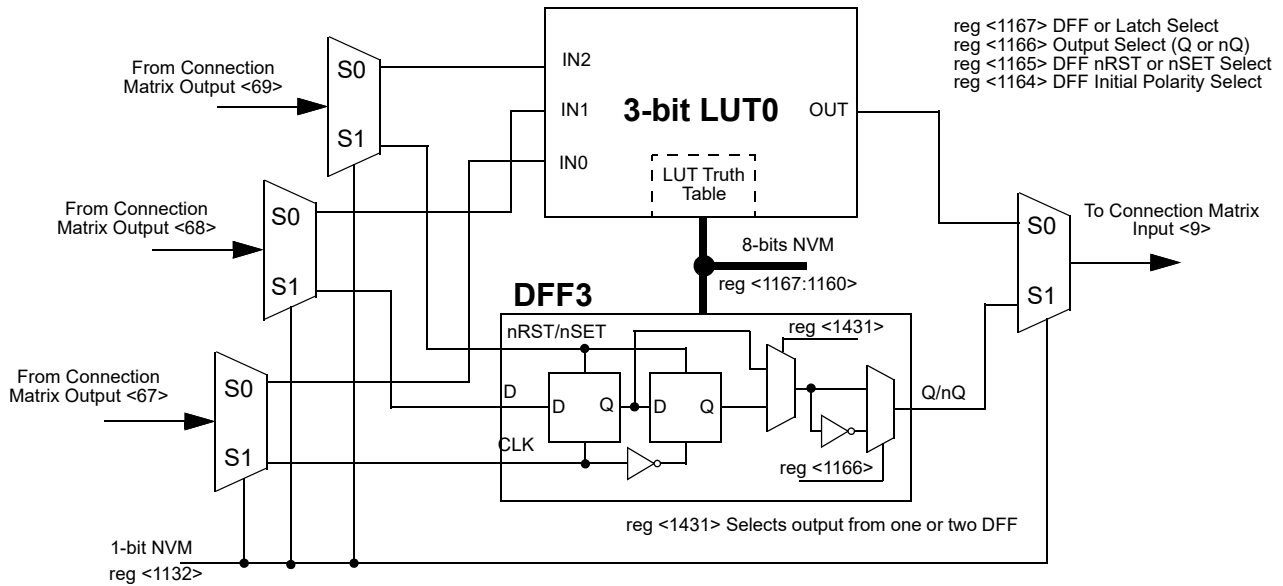 reg <1167> DFF or Latch Select
reg <1166> Output Select (Q or nQ)
reg <1165> DFF nRST or nSET Select
reg <1164> DFF Initial Polarity Select
From Connection
Matrix Output <69>
S0
S1
IN2
IN1
IN0
3-bit LUT0
OUT
LUT Truth
Table
From Connection
Matrix Output <68>
S0
S1
8-bits NVM
reg <1167:1160>
To Connection Matrix
Input <9>
S0
S1
DFF3
nRST/nSET
reg <1431>
From Connection
Matrix Output <67>
S0
S1
D
D
Q
D
Q
Q/nQ
CLK
reg <1166>
reg <1431> Selects output from one or two DFF
1-bit NVM
reg <1132>